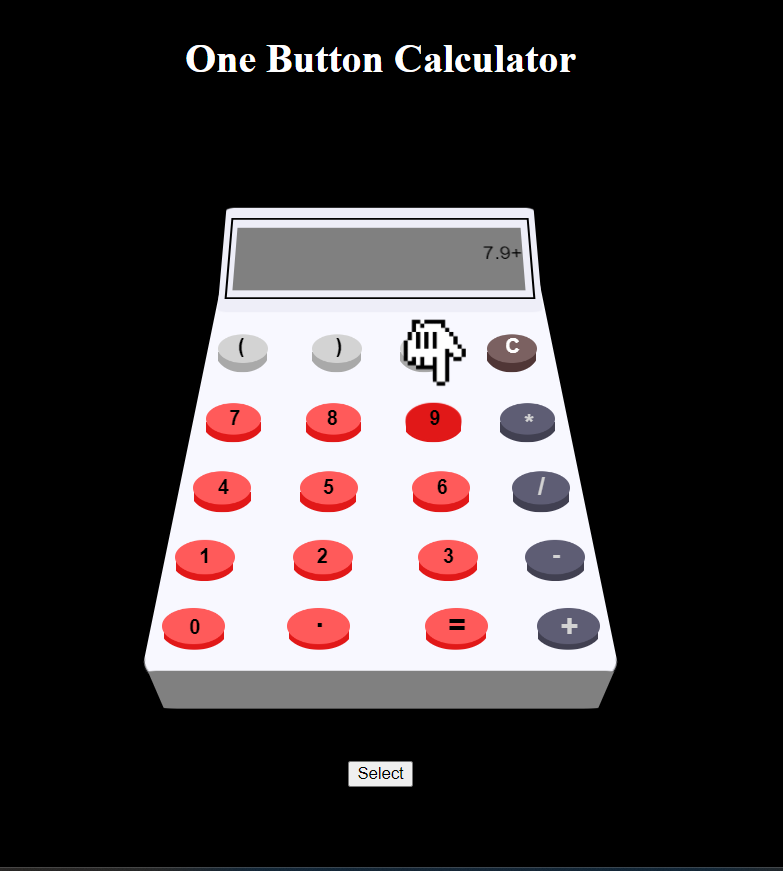 One Button Calculator
7.9+
( ) C
7 8 9 *
4 5 6 /
1 2 3 -
0 . = +
Select